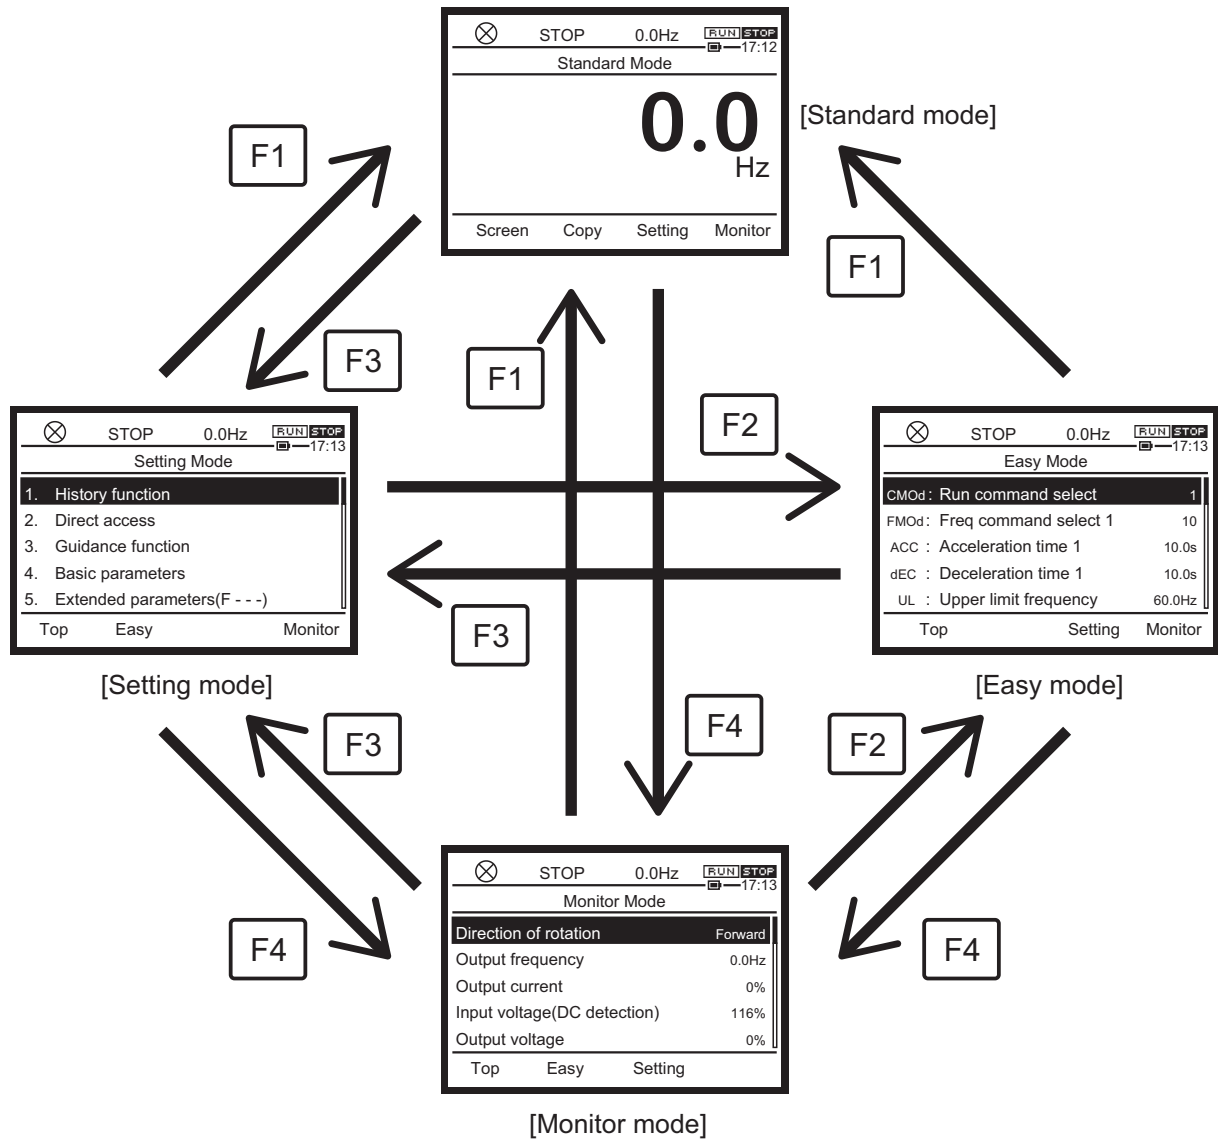 STOP 0.0Hz RUN STOP
17:12
Standard Mode
0.0
Hz
Screen Copy Setting Monitor
[Standard mode]
F1
F3
F1
F1
F2
STOP 0.0Hz RUN STOP
17:13
Setting Mode
1. History function
2. Direct access
3. Guidance function
4. Basic parameters
5. Extended parameters(F - - -)
Top Easy Monitor
[Setting mode]
STOP 0.0Hz RUN STOP
17:13
Easy Mode
CMOd : Run command select 1
FMOd : Freq command select 1 10
ACC : Acceleration time 1 10.0s
dEC : Deceleration time 1 10.0s
UL : Upper limit frequency 60.0Hz
Top Setting Monitor
[Easy mode]
F3
F3
F4
F2
F4
F4
STOP 0.0Hz RUN STOP
17:13
Monitor Mode
Direction of rotation Forward
Output frequency 0.0Hz
Output current 0%
Input voltage(DC detection) 116%
Output voltage 0%
Top Easy Setting
[Monitor mode]